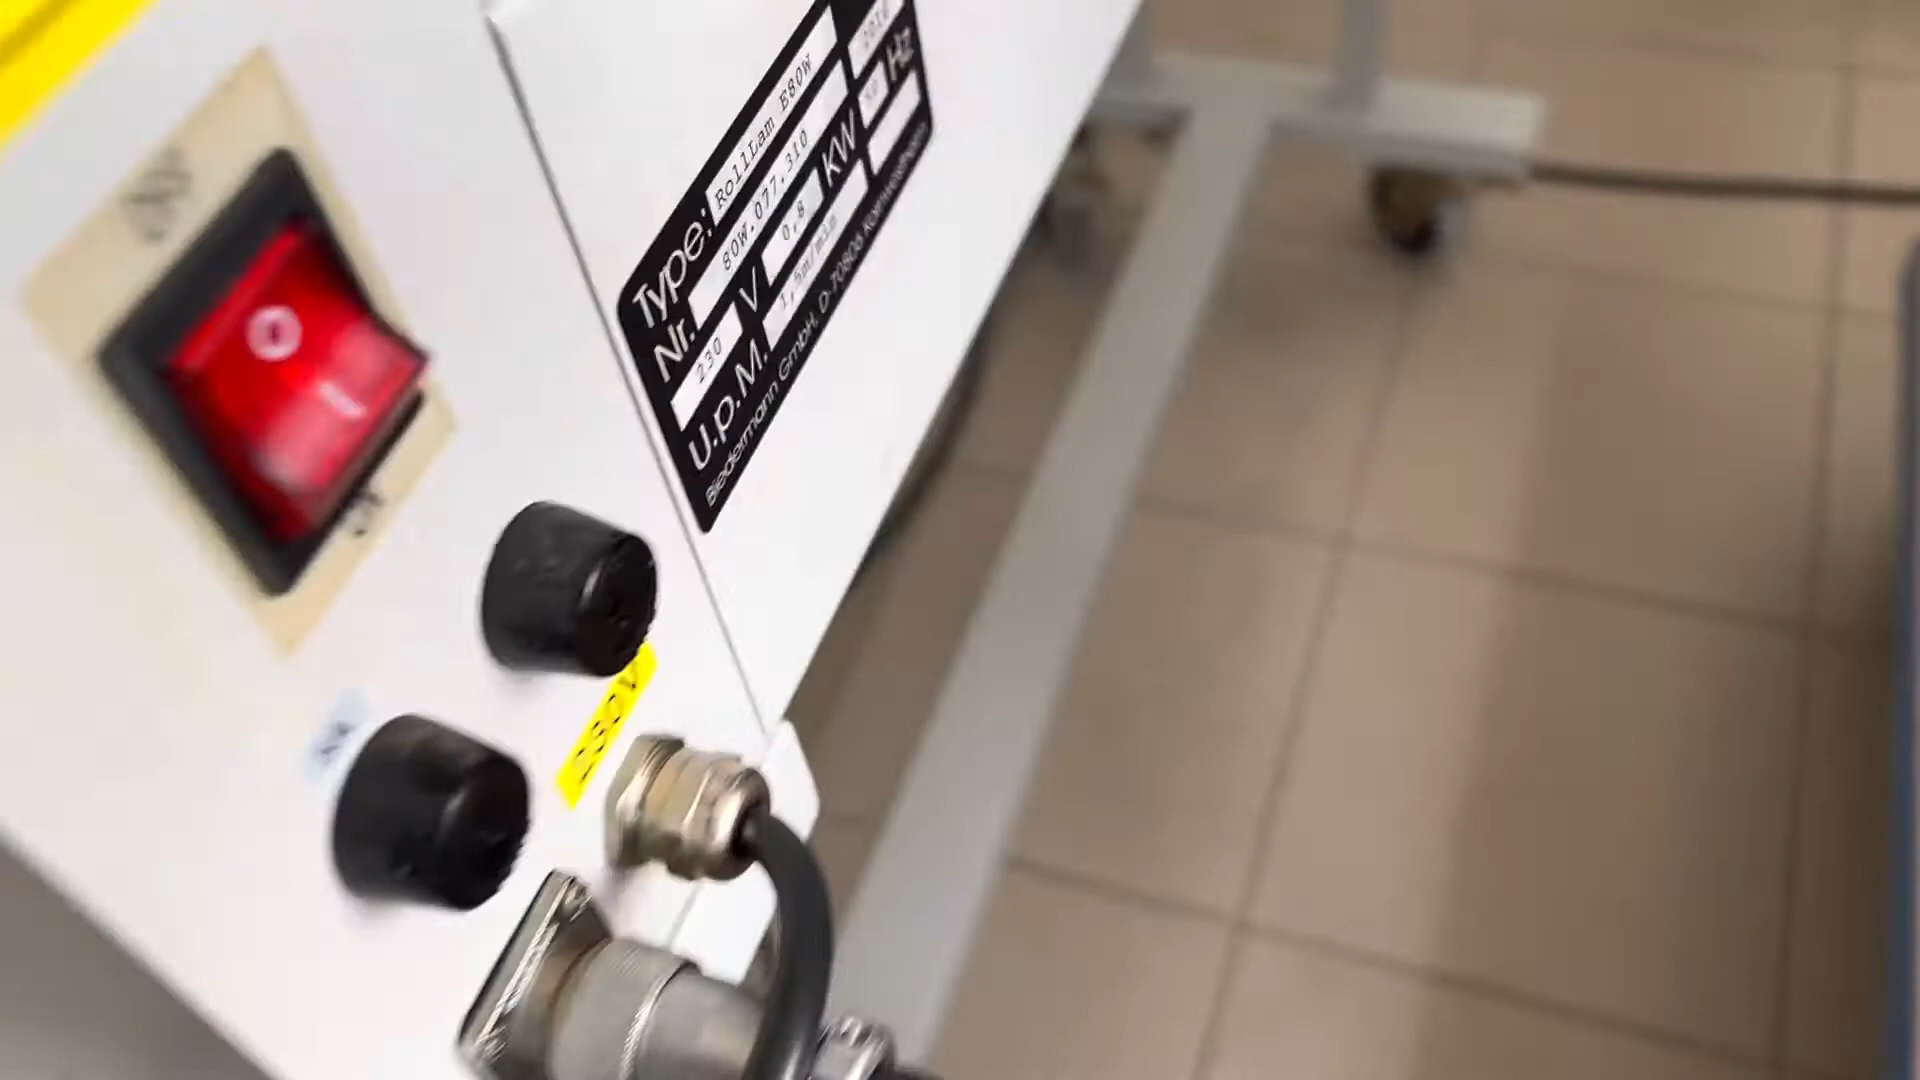 Type: RollLam E80W
Nr. 80W.077.310
230 V 0,8 KW 50 Hz
U.p.M. 1,5m/min
Biedermann GmbH, D-70806 Kornwestheim
230V